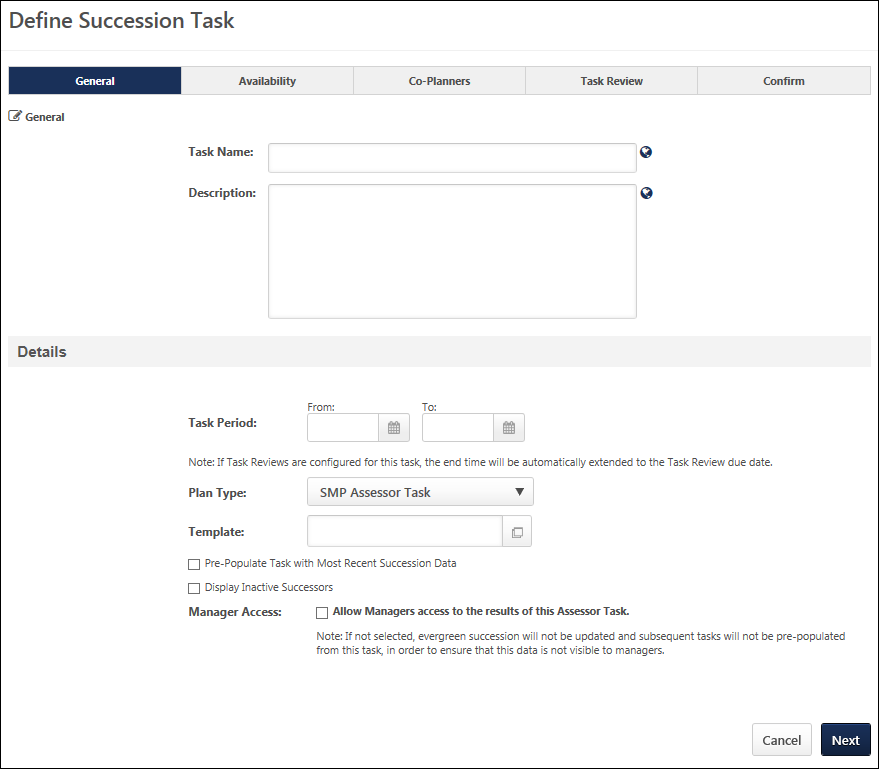 Define Succession Task
General Availability Co-Planners Task Review Confirm
General
Task Name:
Description:
Details
From: To:
Task Period:
Note: If Task Reviews are configured for this task, the end time will be automatically extended to the Task Review due date.
Plan Type: SMP Assessor Task
Template:
Pre-Populate Task with Most Recent Succession Data
Display Inactive Successors
Manager Access: Allow Managers access to the results of this Assessor Task.
Note: If not selected, evergreen succession will not be updated and subsequent tasks will not be pre-populated
from this task, in order to ensure that this data is not visible to managers.
Cancel Next